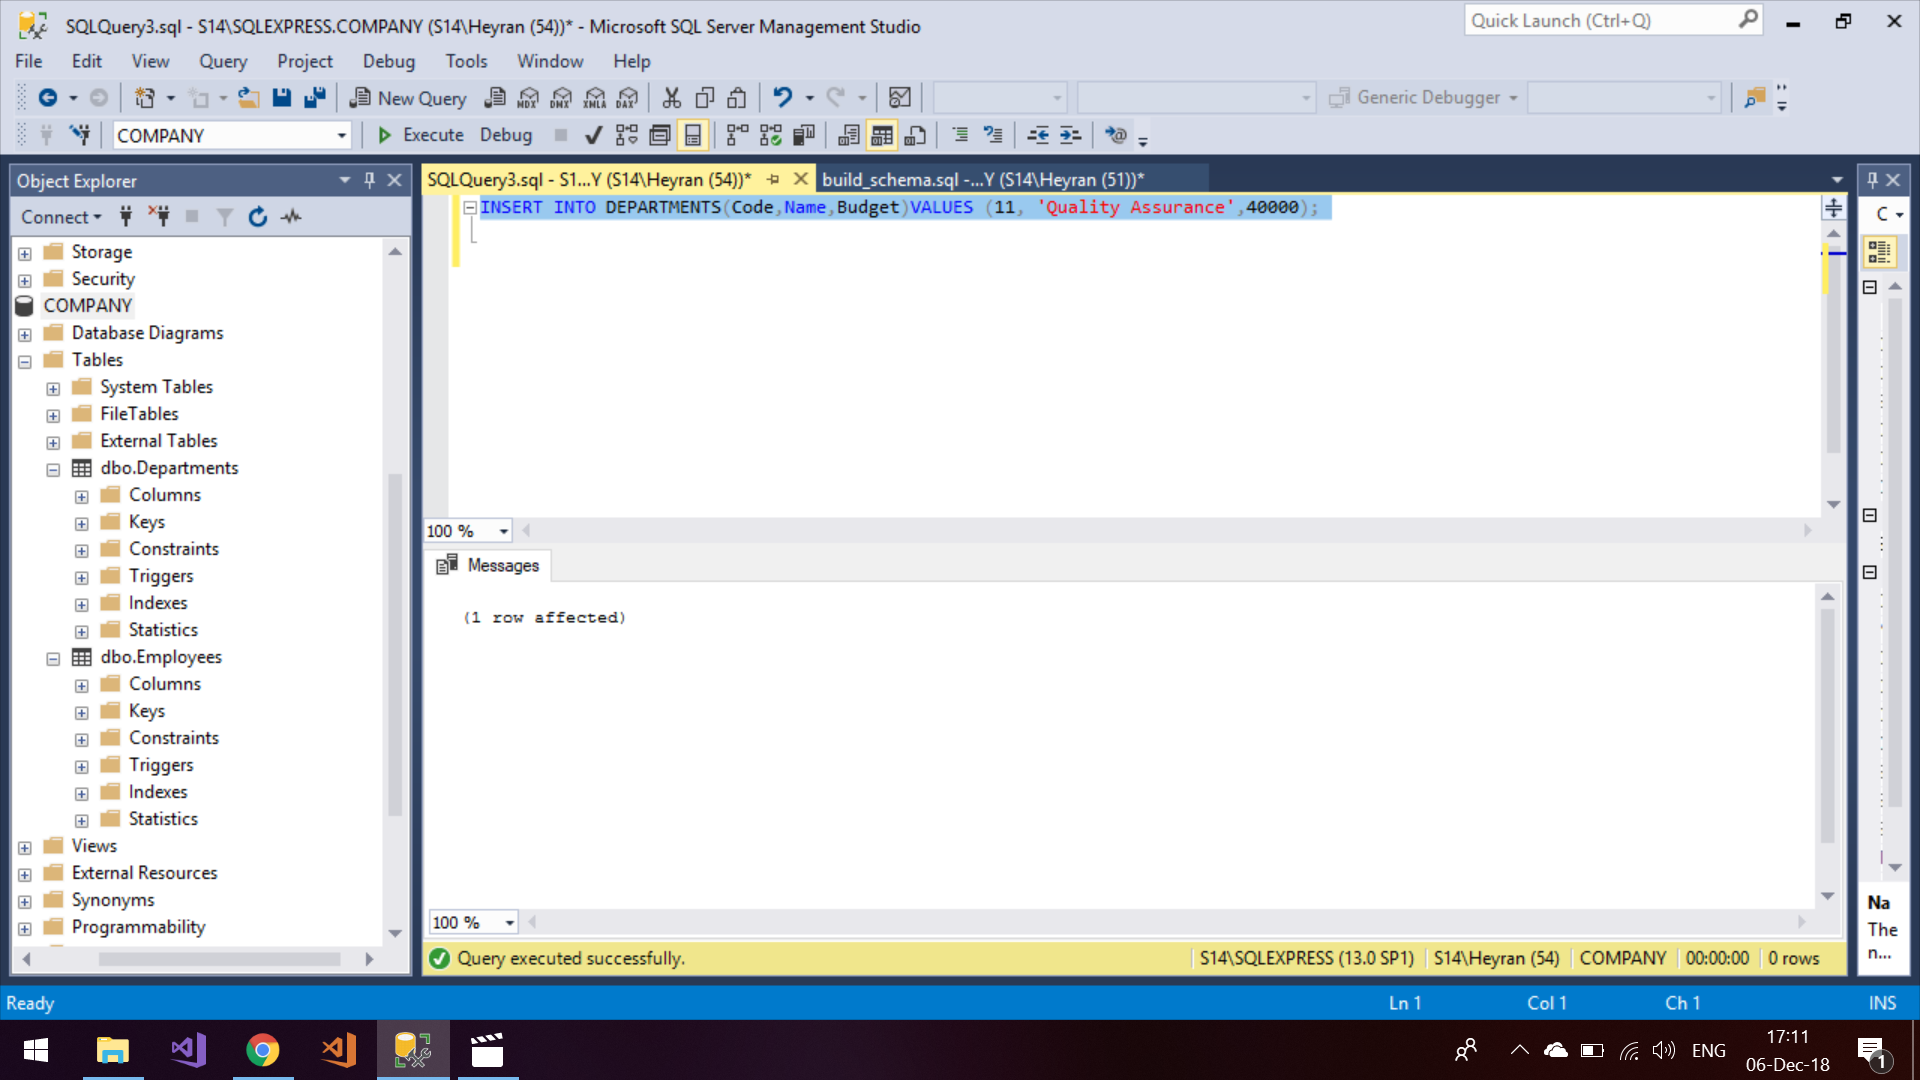 SQLQuery3.sql - S14\SQLEXPRESS.COMPANY (S14\Heyran (54))* - Microsoft SQL Server Management Studio
Quick Launch (Ctrl+Q)
File Edit View Query Project Debug Tools Window Help
New Query MDX DMX XMLA DAX Generic Debugger
COMPANY Execute Debug
Object Explorer
Connect
Storage
Security
COMPANY
Database Diagrams
Tables
System Tables
FileTables
External Tables
dbo.Departments
Columns
Keys
Constraints
Triggers
Indexes
Statistics
dbo.Employees
Columns
Keys
Constraints
Triggers
Indexes
Statistics
Views
External Resources
Synonyms
Programmability
SQLQuery3.sql - S1...Y (S14\Heyran (54))* build_schema.sql -...Y (S14\Heyran (51))*
INSERT INTO DEPARTMENTS(Code,Name,Budget)VALUES (11, 'Quality Assurance',40000);
100 %
Messages
(1 row affected)
100 %
Query executed successfully. S14\SQLEXPRESS (13.0 SP1) S14\Heyran (54) COMPANY 00:00:00 0 rows
C
Na
The
n...
Ready Ln 1 Col 1 Ch 1 INS
ENG
17:11
06-Dec-18
1